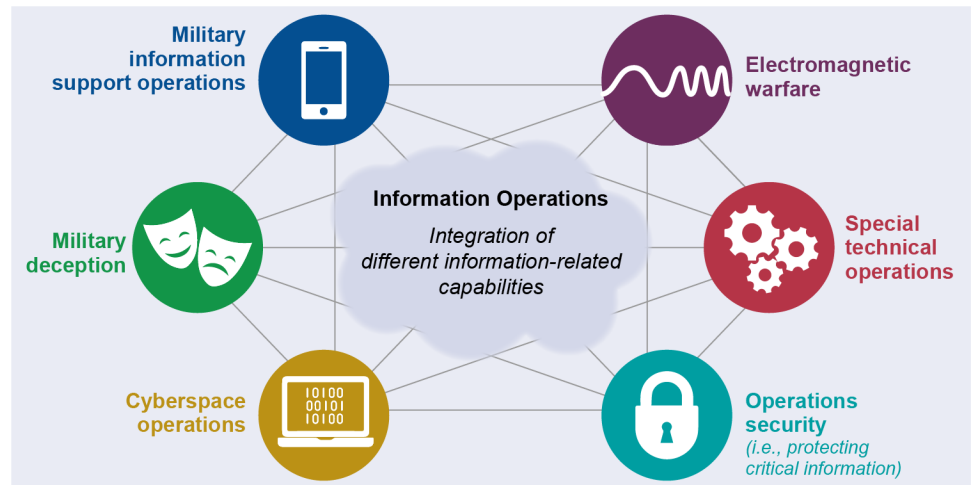 Military
information
support operations
Electromagnetic
warfare
Information Operations
Integration of
different information-related
capabilities
Military
deception
Special
technical
operations
Cyberspace
operations
10100
00101
10100
Operations
security
(i.e., protecting
critical information)